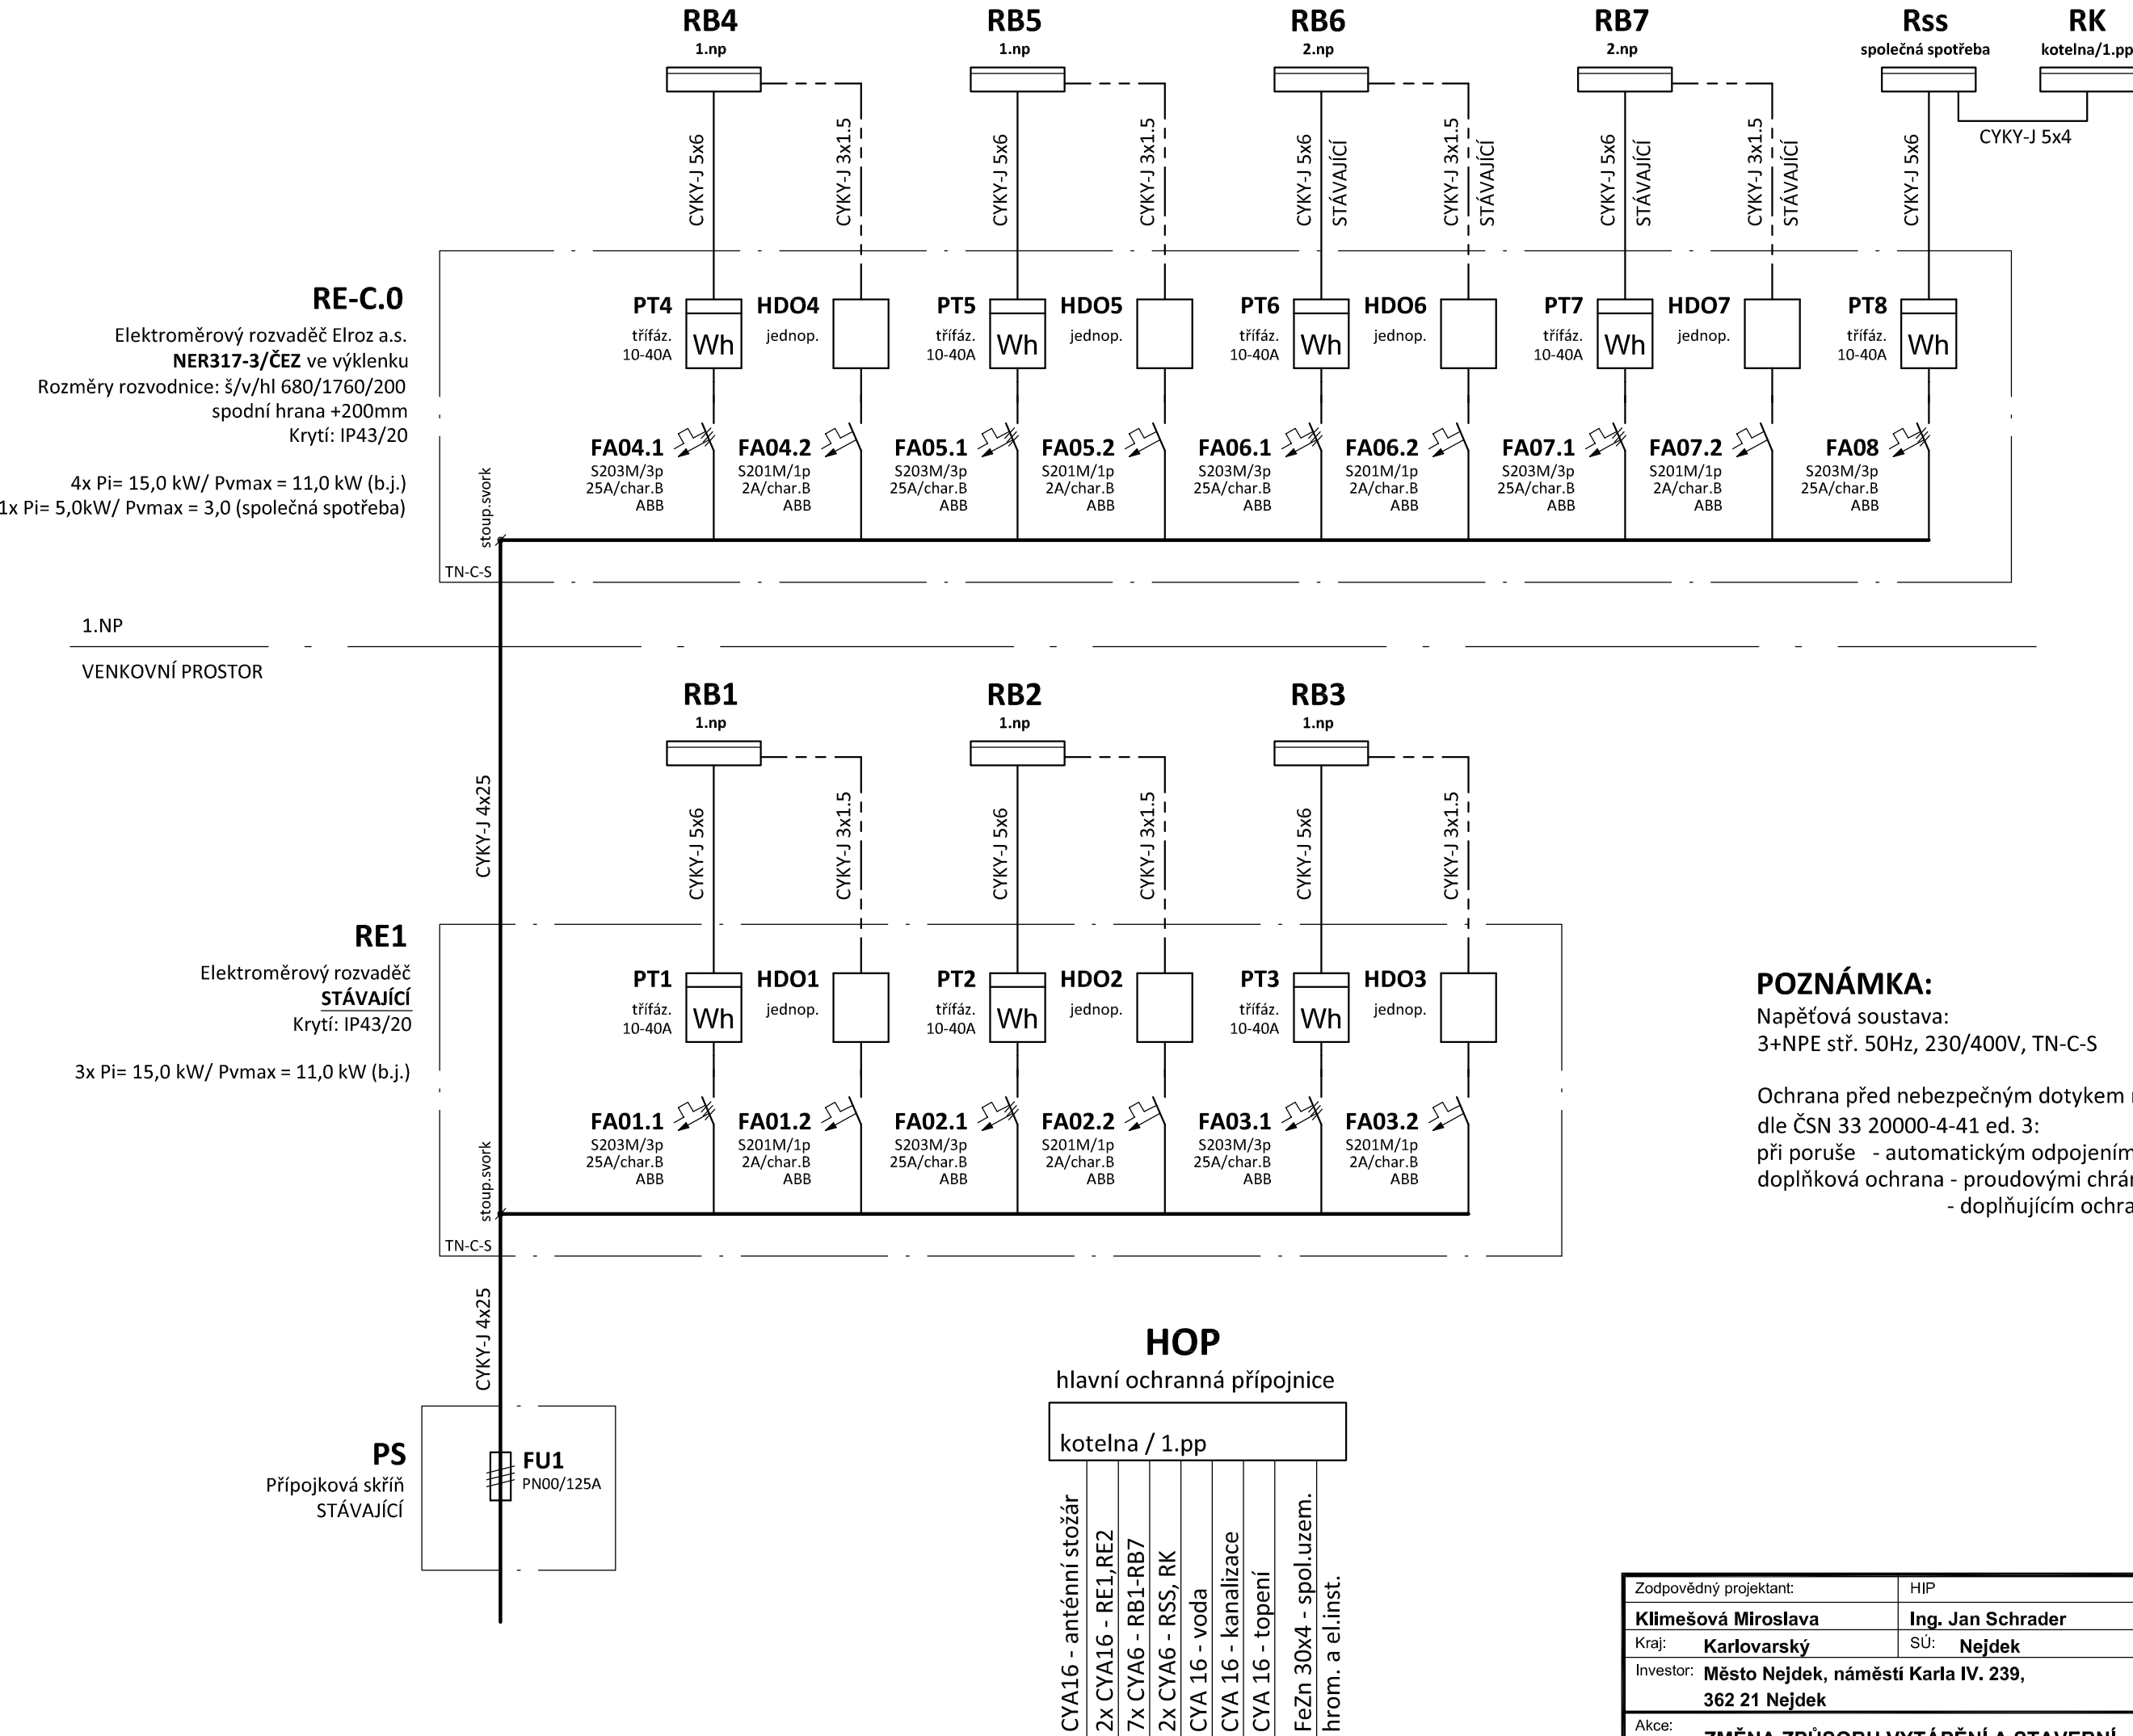 RB4
1.np
RB5
1.np
RB6
2.np
RB7
2.np
Rss
společná spotřeba
RK
kotelna/1.pp
CYKY-J 5x6
CYKY-J 3x1.5
CYKY-J 5x6
CYKY-J 3x1.5
CYKY-J 5x6
STÁVAJÍCÍ
CYKY-J 3x1.5
STÁVAJÍCÍ
CYKY-J 5x6
STÁVAJÍCÍ
CYKY-J 3x1.5
STÁVAJÍCÍ
CYKY-J 5x6
CYKY-J 5x4
RE-C.0
Elektroměrový rozvaděč Elroz a.s.
NER317-3/ČEZ ve výklenku
Rozměry rozvodnice: š/v/hl 680/1760/200
spodní hrana +200mm
Krytí: IP43/20
4x Pi= 15,0 kW/ Pvmax = 11,0 kW (b.j.)
1x Pi= 5,0kW/ Pvmax = 3,0 (společná spotřeba)
PT4
třífáz.
10-40A
Wh
HDO4
jednop.
PT5
třífáz.
10-40A
Wh
HDO5
jednop.
PT6
třífáz.
10-40A
Wh
HDO6
jednop.
PT7
třífáz.
10-40A
Wh
HDO7
jednop.
PT8
třífáz.
10-40A
Wh
FA04.1
S203M/3p
25A/char.B
ABB
FA04.2
S201M/1p
2A/char.B
ABB
FA05.1
S203M/3p
25A/char.B
ABB
FA05.2
S201M/1p
2A/char.B
ABB
FA06.1
S203M/3p
25A/char.B
ABB
FA06.2
S201M/1p
2A/char.B
ABB
FA07.1
S203M/3p
25A/char.B
ABB
FA07.2
S201M/1p
2A/char.B
ABB
FA08
S203M/3p
25A/char.B
ABB
stoup.svork
TN-C-S
1.NP
VENKOVNÍ PROSTOR
CYKY-J 4x25
RB1
1.np
RB2
1.np
RB3
1.np
CYKY-J 5x6
CYKY-J 3x1.5
CYKY-J 5x6
CYKY-J 3x1.5
CYKY-J 5x6
CYKY-J 3x1.5
RE1
Elektroměrový rozvaděč
STÁVAJÍCÍ
Krytí: IP43/20
3x Pi= 15,0 kW/ Pvmax = 11,0 kW (b.j.)
PT1
třífáz.
10-40A
Wh
HDO1
jednop.
PT2
třífáz.
10-40A
Wh
HDO2
jednop.
PT3
třífáz.
10-40A
Wh
HDO3
jednop.
FA01.1
S203M/3p
25A/char.B
ABB
FA01.2
S201M/1p
2A/char.B
ABB
FA02.1
S203M/3p
25A/char.B
ABB
FA02.2
S201M/1p
2A/char.B
ABB
FA03.1
S203M/3p
25A/char.B
ABB
FA03.2
S201M/1p
2A/char.B
ABB
stoup.svork
TN-C-S
CYKY-J 4x25
POZNÁMKA:
Napěťová soustava:
3+NPE stř. 50Hz, 230/400V, TN-C-S
Ochrana před nebezpečným dotykem
dle ČSN 33 20000-4-41 ed. 3:
při poruše - automatickým odpojením
doplňková ochrana - proudovými
- doplňujícím
PS
Přípojková skříň
STÁVAJÍCÍ
FU1
PN00/125A
HOP
hlavní ochranná přípojnice
kotelna / 1.pp
CYA16 - anténní stožár
2x CYA16 - RE1,RE2
7x CYA6 - RB1-RB7
2x CYA6 - RSS, RK
CYA 16 - voda
CYA 16 - kanalizace
CYA 16 - topení
FeZn 30x4 - spol.uzem.
hrom. a el.inst.
Zodpovědný projektant:
HIP
Klimešová Miroslava
Ing. Jan Schrader
Kraj: Karlovarský
SÚ: Nejdek
Investor: Město Nejdek, náměstí Karla IV. 239,
362 21 Nejdek
Akce: ZMĚNA ZPŮSOBU VYTÁPĚNÍ A STAVEBNÍ